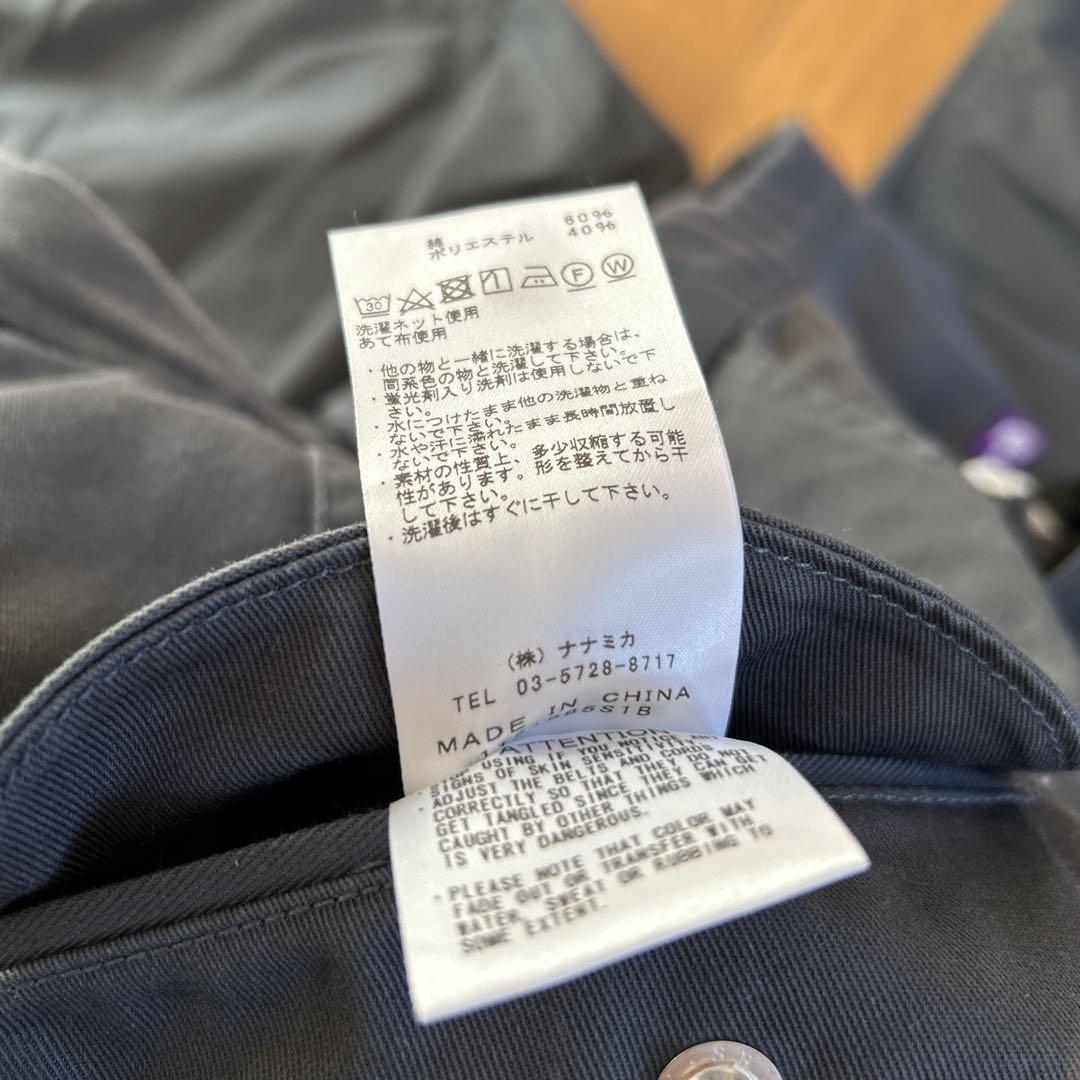 綿 80%
ポリエステル 40%
30 F W
洗濯ネット使用
あて布使用
・他の物と一緒に洗濯する場合は、
同系色の物と洗濯して下さい。
・蛍光剤入り洗剤は使用しないで下
さい。
・水につけたまま他の洗濯物と重ね
ないで下さい。
・水や汗に濡れたまま長時間放置し
ないで下さい。
・素材の性質上、多少収縮する可能
性があります。形を整えてから干
して下さい。
・洗濯後はすぐに干して下さい。
(株) ナナミカ
TEL 03-5728-8717
MADE IN CHINA
ATTENTION
USING IF YOU NOTICE
SIGNS OF SKIN SENSITIVE
ADJUST THE BELTS AND CORDS
CORRECTLY SO THAT THEY DO NOT
GET TANGLED SINCE THEY CAN GET
CAUGHT BY OTHER THINGS WHICH
IS VERY DANGEROUS.
・PLEASE NOTE THAT COLOR MAY
FADE OUT OR TRANSFER WITH
WATER, SWEAT OR RUBBING TO
SOME EXTENT.